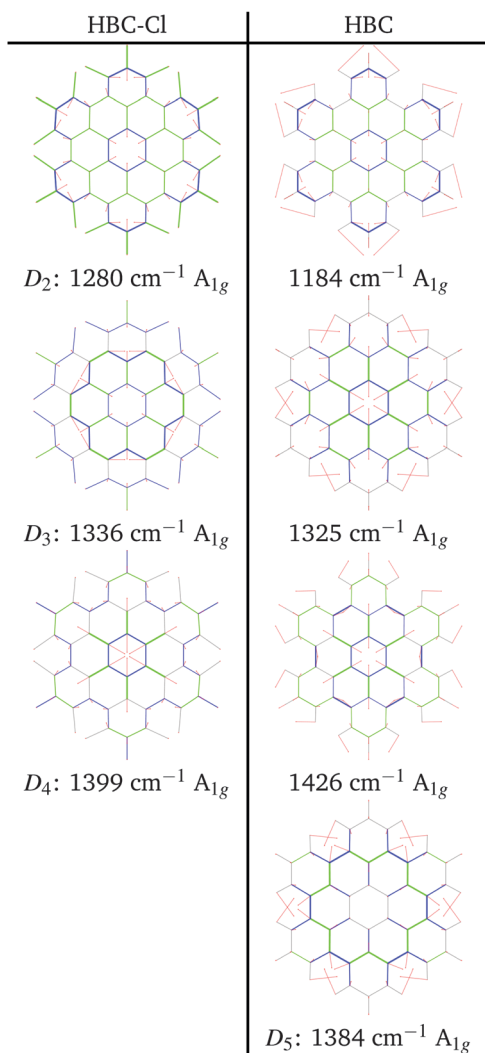 HBC-Cl HBC
D₂: 1280 cm⁻¹ A₁g 1184 cm⁻¹ A₁g
D₃: 1336 cm⁻¹ A₁g 1325 cm⁻¹ A₁g
D₄: 1399 cm⁻¹ A₁g 1426 cm⁻¹ A₁g
D₅: 1384 cm⁻¹ A₁g